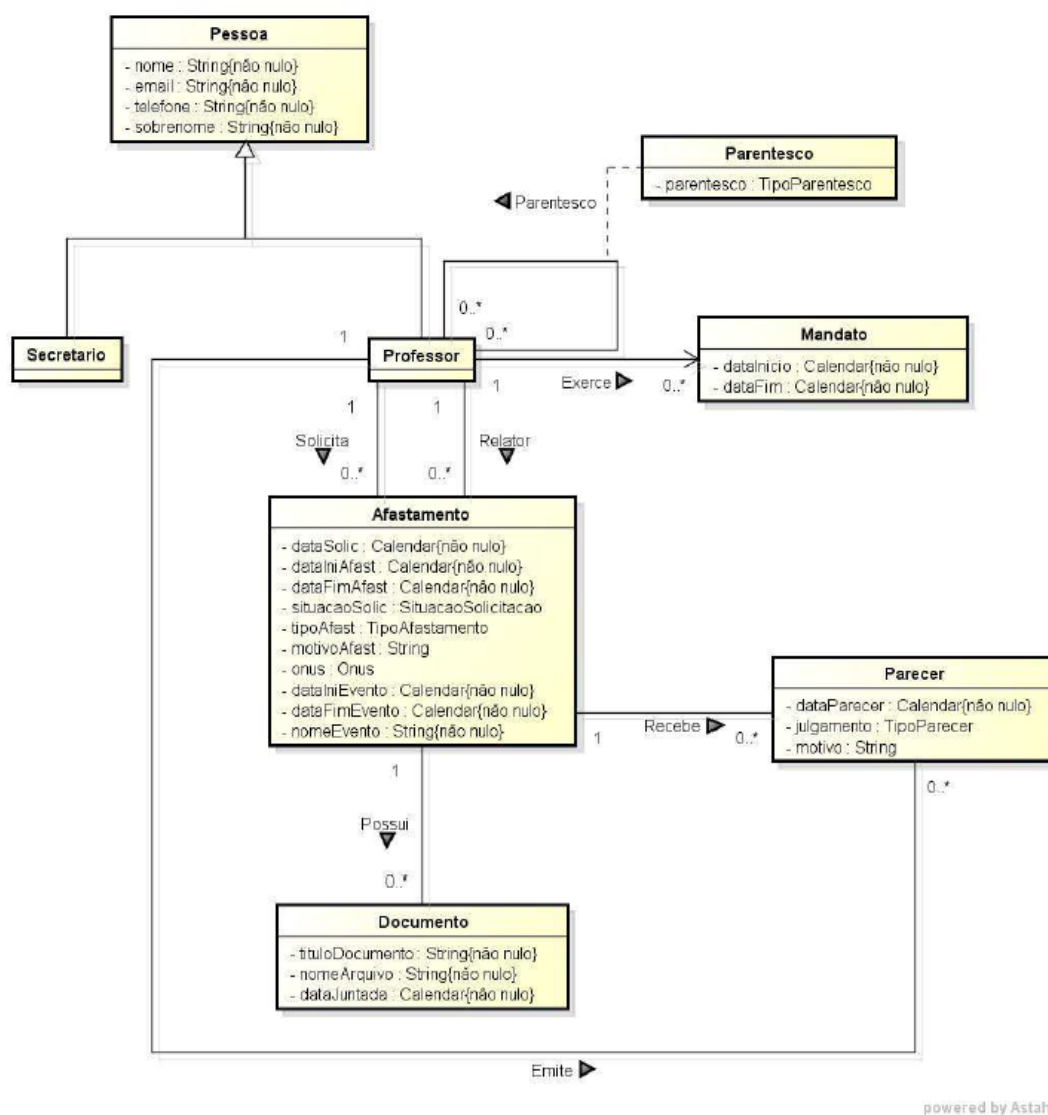 Pessoa
- nome : String{não nulo}
- email : String{não nulo}
- telefone : String{não nulo}
- sobrenome : String{não nulo}
Parentesco
- parentesco : TipoParentesco
Parentesco
0..*
0..*
Secretario
1
Professor
1
Exerce
0..*
Mandato
- dataInicio : Calendar{não nulo}
- dataFim : Calendar{não nulo}
1
1
Solicita
Relator
0..*
0..*
Afastamento
- dataSolic : Calendar{não nulo}
- dataIniAfast : Calendar{não nulo}
- dataFimAfast : Calendar{não nulo}
- situacaoSolic : SituacaoSolicitacao
- tipoAfast : TipoAfastamento
- motivoAfast : String
- onus : Onus
- dataIniEvento : Calendar{não nulo}
- dataFimEvento : Calendar{não nulo}
- nomeEvento : String{não nulo}
1
Recebe
0..*
Parecer
- dataParecer : Calendar{não nulo}
- julgamento : TipoParecer
- motivo : String
0..*
1
Possui
0..*
Documento
- tituloDocumento : String{não nulo}
- nomeArquivo : String{não nulo}
- dataJuntada : Calendar{não nulo}
Emite
powered by Astah